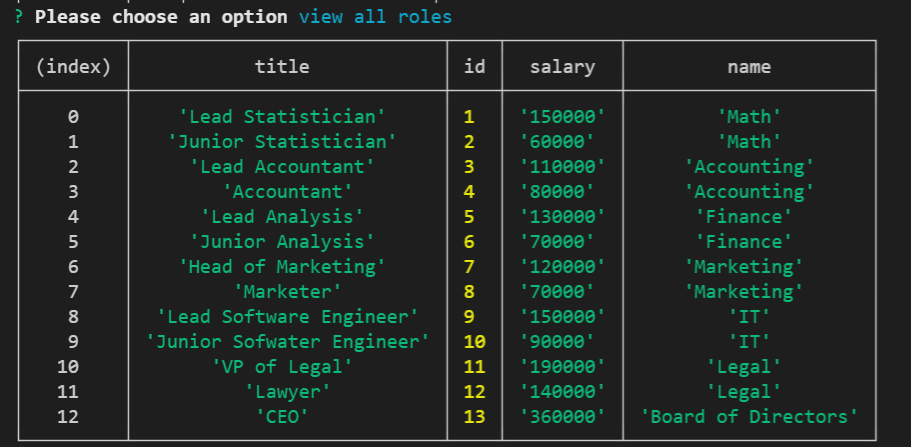 ? Please choose an option view all roles
(index) title id salary name
0 'Lead Statistician' 1 '150000' 'Math'
1 'Junior Statistician' 2 '60000' 'Math'
2 'Lead Accountant' 3 '110000' 'Accounting'
3 'Accountant' 4 '80000' 'Accounting'
4 'Lead Analysis' 5 '130000' 'Finance'
5 'Junior Analysis' 6 '70000' 'Finance'
6 'Head of Marketing' 7 '120000' 'Marketing'
7 'Marketer' 8 '70000' 'Marketing'
8 'Lead Software Engineer' 9 '150000' 'IT'
9 'Junior Sofwater Engineer' 10 '90000' 'IT'
10 'VP of Legal' 11 '190000' 'Legal'
11 'Lawyer' 12 '140000' 'Legal'
12 'CEO' 13 '360000' 'Board of Directors'